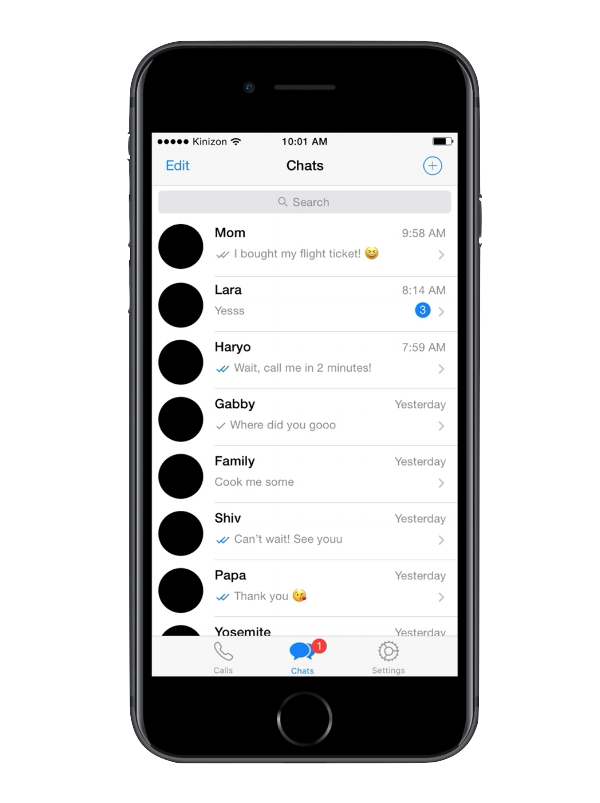 Kinizon 10:01 AM
Edit Chats
Search
Mom 9:58 AM
I bought my flight ticket! 😆
Lara 8:14 AM
Yesss 3
Haryo 7:59 AM
Wait, call me in 2 minutes!
Gabby Yesterday
Where did you gooo
Family Yesterday
Cook me some
Shiv Yesterday
Can't wait! See youu
Papa Yesterday
Thank you 😘
Yosemite Yesterday
1
Calls Chats Settings